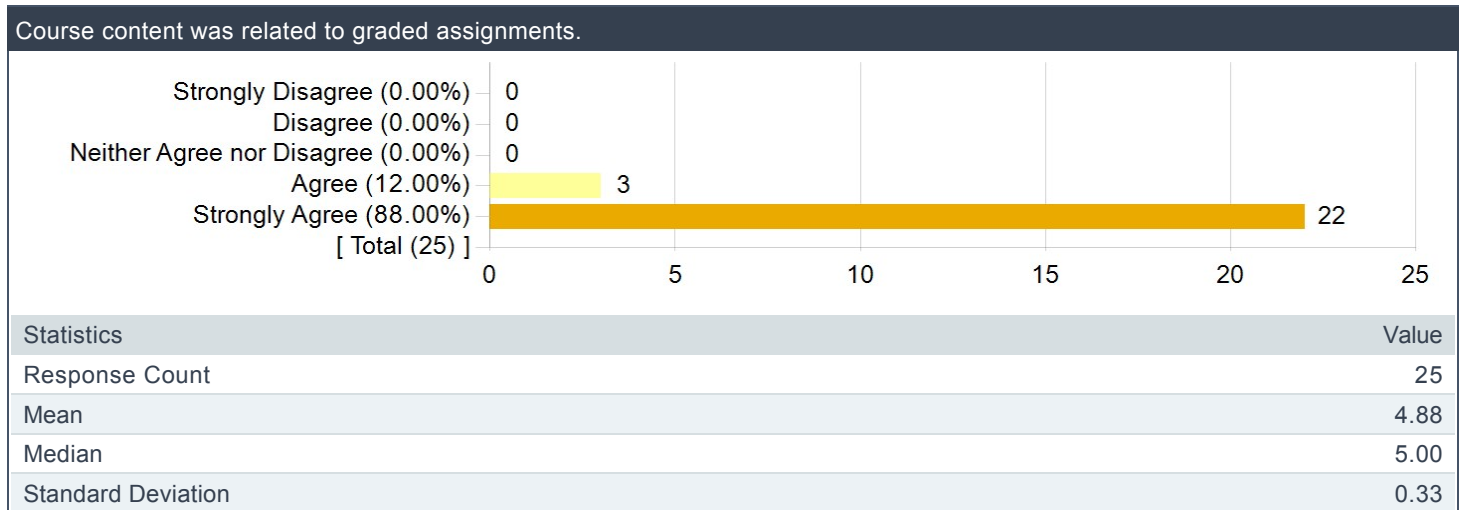 Course content was related to graded assignments.
Strongly Disagree (0.00%) 0
Disagree (0.00%) 0
Neither Agree nor Disagree (0.00%) 0
Agree (12.00%) 3
Strongly Agree (88.00%) 22
[ Total (25) ]
0 5 10 15 20 25
Statistics Value
Response Count 25
Mean 4.88
Median 5.00
Standard Deviation 0.33